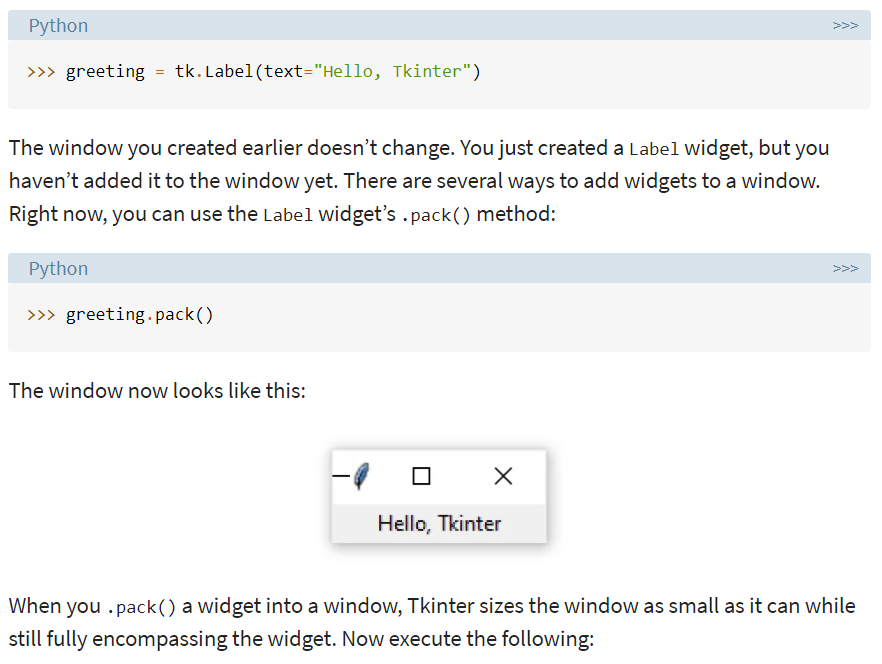 Python >>>
>>> greeting = tk.Label(text="Hello, Tkinter")
The window you created earlier doesn’t change. You just created a Label widget, but you
haven’t added it to the window yet. There are several ways to add widgets to a window.
Right now, you can use the Label widget’s .pack() method:
Python >>>
>>> greeting.pack()
The window now looks like this:
Hello, Tkinter
When you .pack() a widget into a window, Tkinter sizes the window as small as it can while
still fully encompassing the widget. Now execute the following: